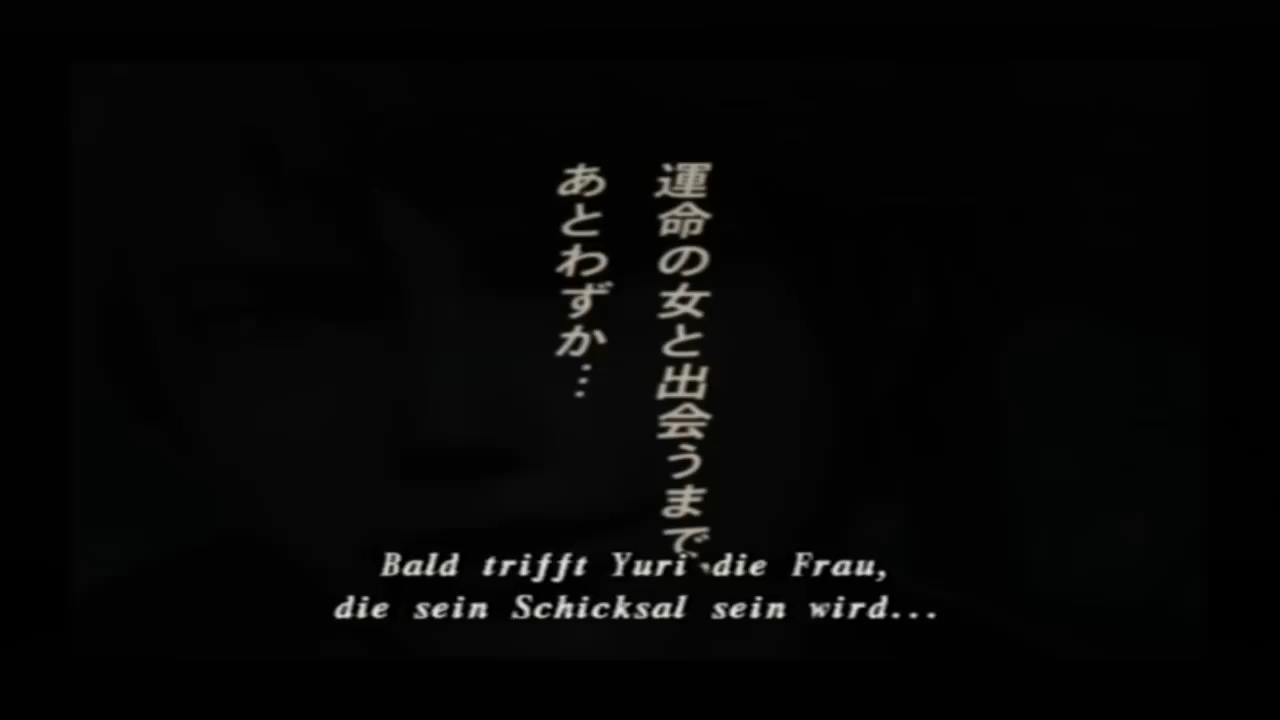 運命の女と出会うまで、
あとわずか…
Bald trifft Yuri die Frau,
die sein Schicksal sein wird...